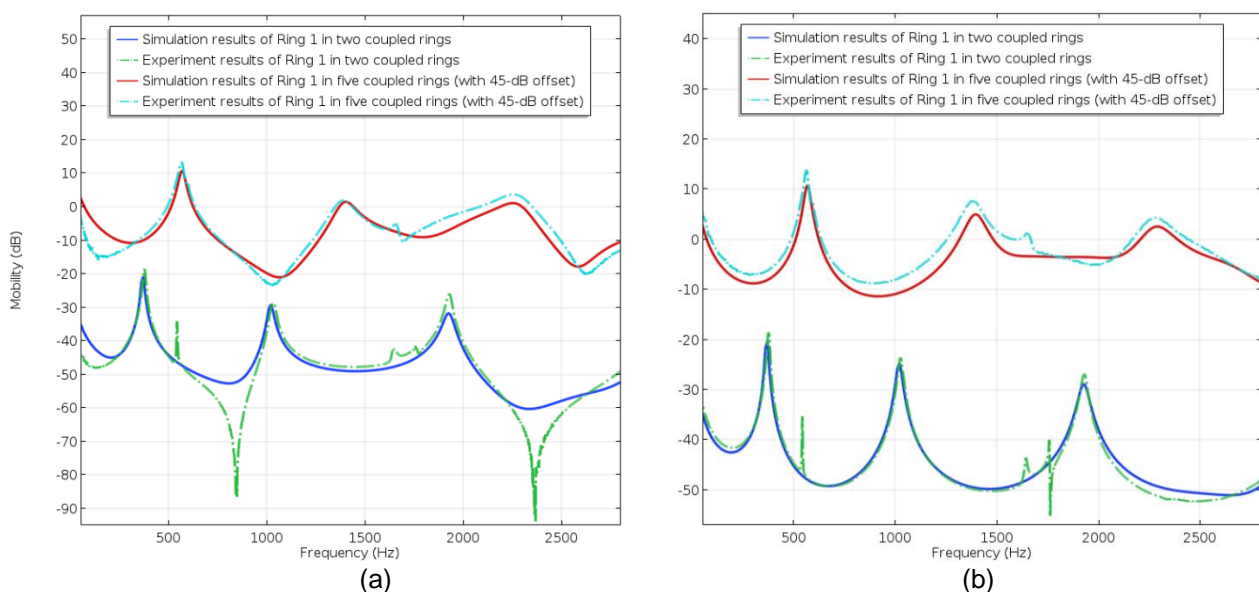 Simulation results of Ring 1 in two coupled rings
Experiment results of Ring 1 in two coupled rings
Simulation results of Ring 1 in five coupled rings (with 45-dB offset)
Experiment results of Ring 1 in five coupled rings (with 45-dB offset)
50
40
30
20
10
0
-10
-20
-30
-40
-50
-60
-70
-80
-90
Mobility (dB)
500
1000
1500
2000
2500
Frequency (Hz)
(a)
Simulation results of Ring 1 in two coupled rings
Experiment results of Ring 1 in two coupled rings
Simulation results of Ring 1 in five coupled rings (with 45-dB offset)
Experiment results of Ring 1 in five coupled rings (with 45-dB offset)
40
30
20
10
0
-10
-20
-30
-40
-50
500
1000
1500
2000
2500
Frequency (Hz)
(b)